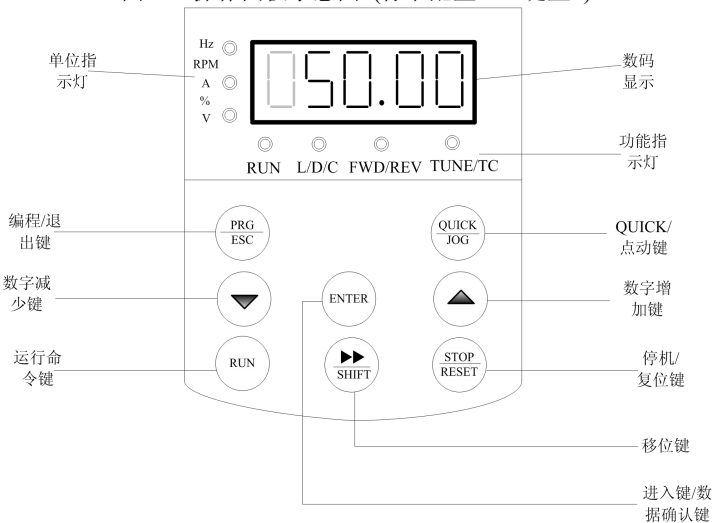 Hz
RPM
A
%
V
50.00
单位指
示灯
数码
显示
RUN L/D/C FWD/REV TUNE/TC
功能指
示灯
编程/退
出键
PRG
ESC
QUICK
JOG
QUICK/
点动键
数字减
少键
ENTER
数字增
加键
运行命
令键
RUN
SHIFT
STOP
RESET
停机/
复位键
移位键
进入键/数
据确认键